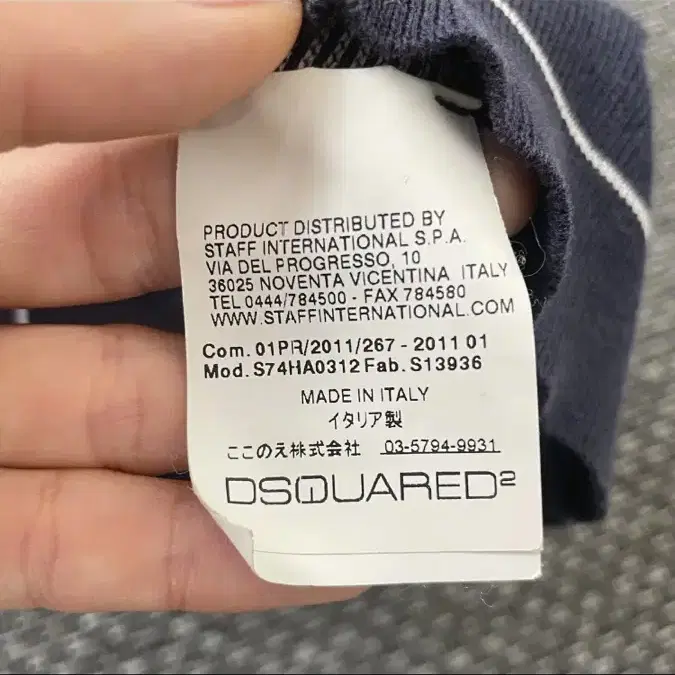 PRODUCT DISTRIBUTED BY
STAFF INTERNATIONAL S.P.A.
VIA DEL PROGRESSO, 10
36025 NOVENTA VICENTINA ITALY
TEL 0444/784500 - FAX 784580
WWW.STAFFINTERNATIONAL.COM
Com. 01PR/2011/267 - 2011 01
Mod. S74HA0312 Fab. S13936
MADE IN ITALY
イタリア製
ここのえ株式会社 03-5794-9931
DSQUARED2